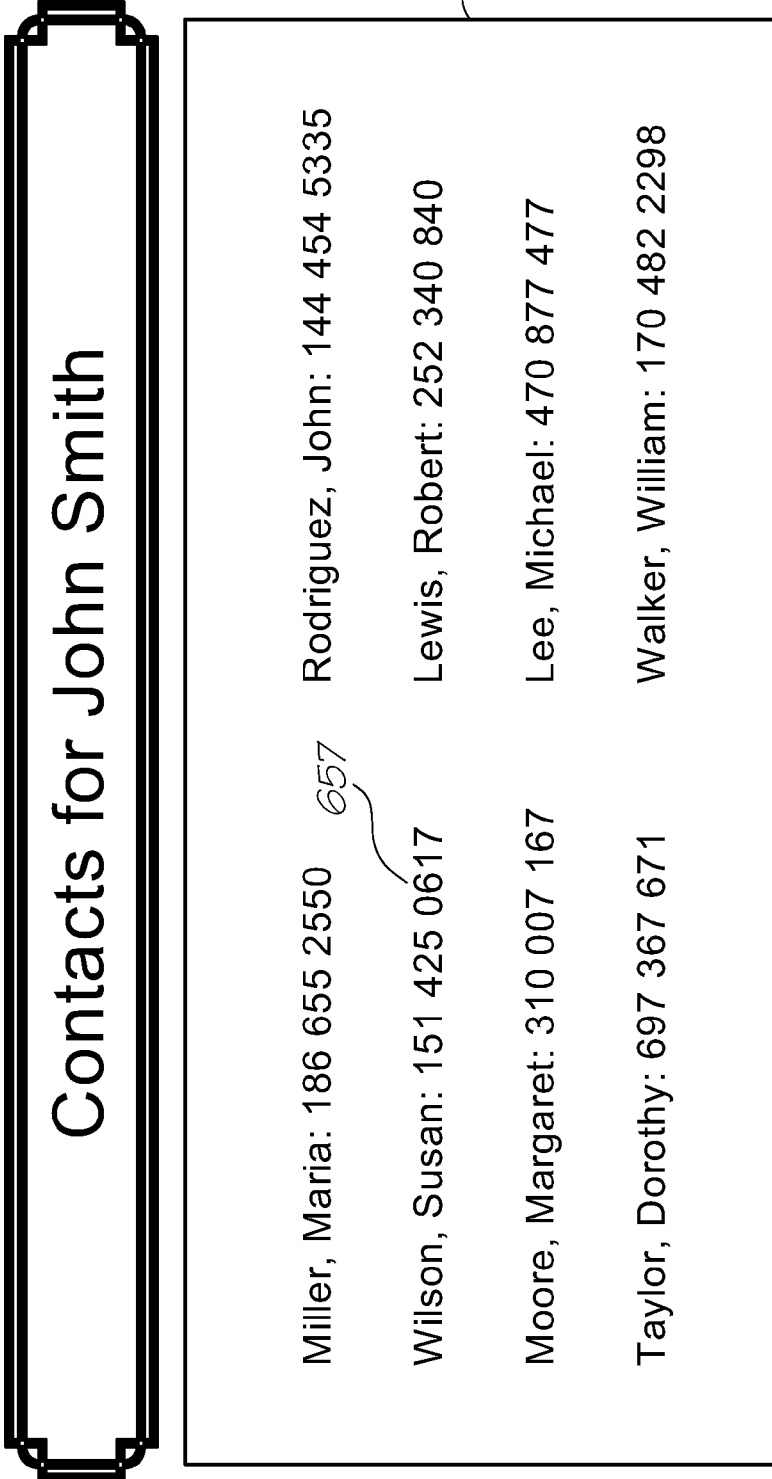 Contacts for John Smith
Miller, Maria: 186 655 2550
657
Wilson, Susan: 151 425 0617
Moore, Margaret: 310 007 167
Taylor, Dorothy: 697 367 671
Rodriguez, John: 144 454 5335
Lewis, Robert: 252 340 840
Lee, Michael: 470 877 477
Walker, William: 170 482 2298